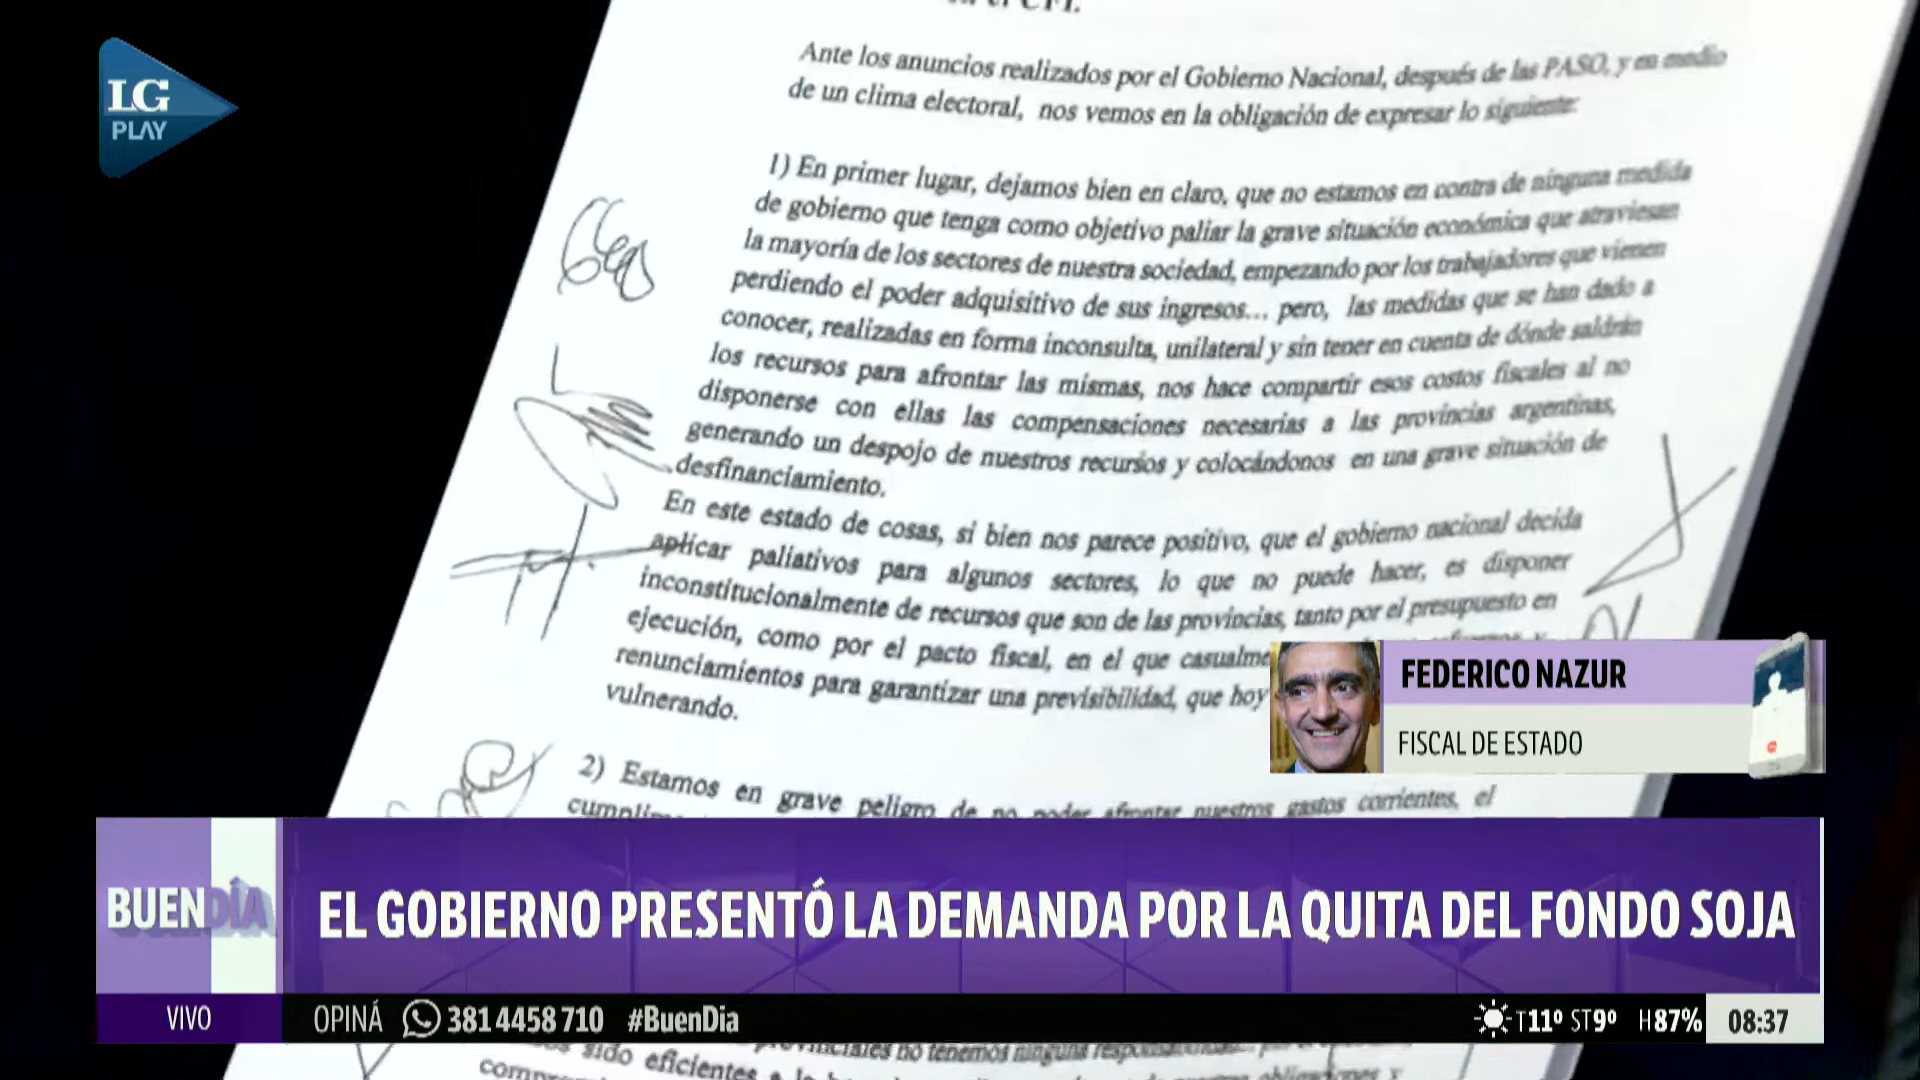 LG
PLAY
Ante los anuncios realizados por el Gobierno Nacional, después de las PASO, y en medio
de un clima electoral, nos vemos en la obligación de expresar lo siguiente:
1) En primer lugar, dejamos bien en claro, que no estamos en contra de ninguna medida
de gobierno que tenga como objetivo paliar la grave situación económica que atraviesan
la mayoría de los sectores de nuestra sociedad, empezando por los trabajadores que vienen
perdiendo el poder adquisitivo de sus ingresos... pero, las medidas que se han dado a
conocer, realizadas en forma inconsulta, unilateral y sin tener en cuenta de dónde saldrán
los recursos para afrontar las mismas, nos hace compartir esos costos fiscales al no
disponerse con ellas las compensaciones necesarias a las provincias argentinas,
generando un despojo de nuestros recursos y colocándonos en una grave situación de
desfinanciamiento.
En este estado de cosas, si bien nos parece positivo, que el gobierno nacional decida
aplicar paliativos para algunos sectores, lo que no puede hacer, es disponer
inconstitucionalmente de recursos que son de las provincias, tanto por el presupuesto en
ejecución, como por el pacto fiscal, en el que casualme
renunciamientos para garantizar una previsibilidad, que hoy
vulnerando.
2) Estamos en grave peligro de no poder afrontar nuestros gastos corrientes, el
FEDERICO NAZUR
FISCAL DE ESTADO
BUENDÍA
EL GOBIERNO PRESENTÓ LA DEMANDA POR LA QUITA DEL FONDO SOJA
VIVO
OPINÁ 381 4458 710 #BuenDia
T11º ST9º H87% 08:37
sido eficientes a